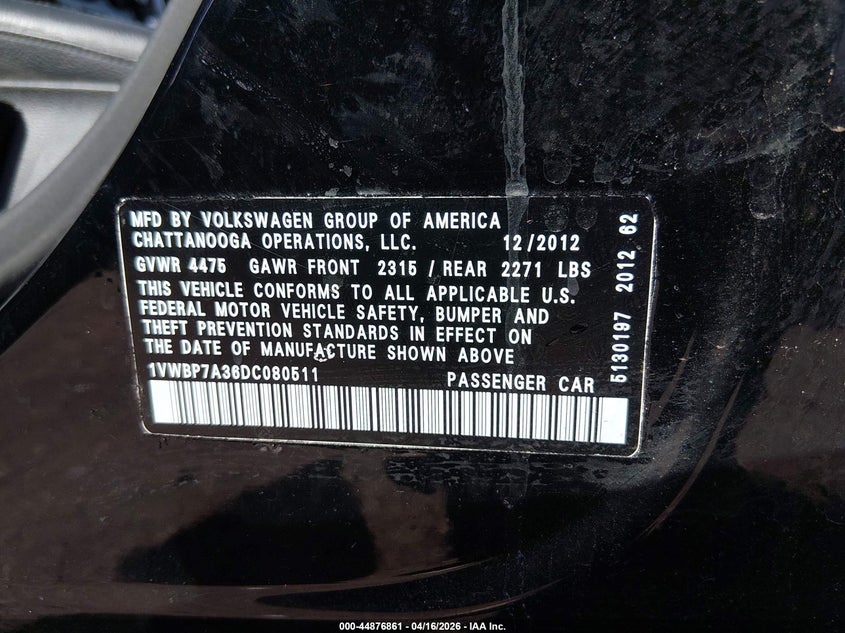 MFD BY VOLKSWAGEN GROUP OF AMERICA
CHATTANOOGA OPERATIONS, LLC. 12/2012
GVWR 4475 GAWR FRONT 2315 / REAR 2271 LBS
THIS VEHICLE CONFORMS TO ALL APPLICABLE U.S.
FEDERAL MOTOR VEHICLE SAFETY, BUMPER AND
THEFT PREVENTION STANDARDS IN EFFECT ON
THE DATE OF MANUFACTURE SHOWN ABOVE
1VWBP7A36DC080511 PASSENGER CAR
5130197 2012 62
000-44876861 - 04/16/2026 - IAA Inc.